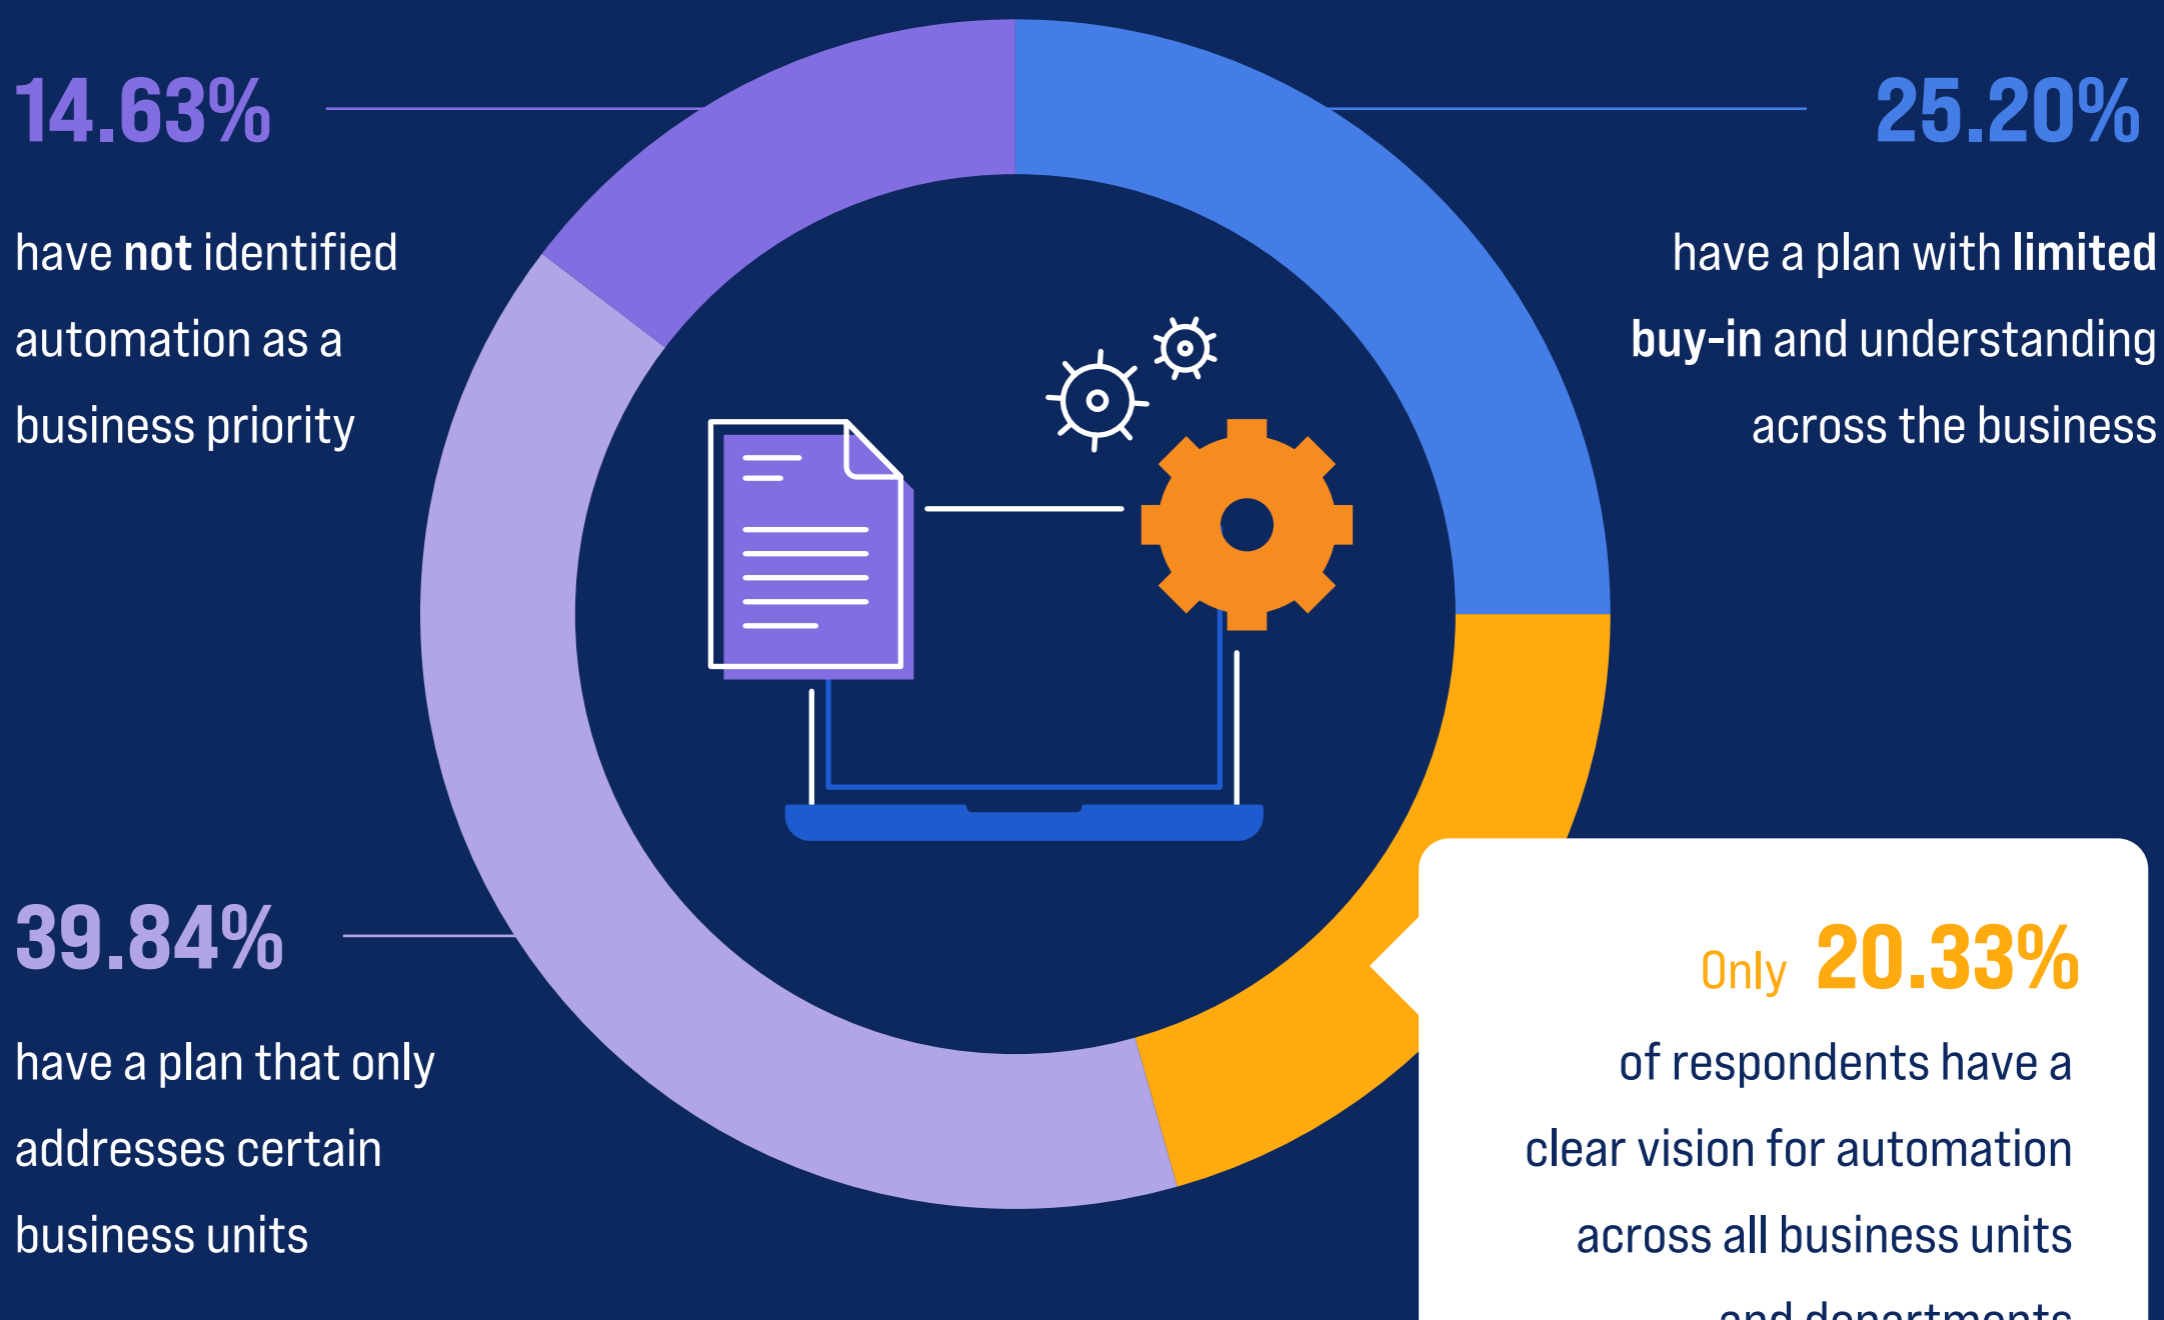 14.63%
have not identified
automation as a
business priority
25.20%
have a plan with limited
buy-in and understanding
across the business
39.84%
have a plan that only
addresses certain
business units
Only 20.33%
of respondents have a
clear vision for automation
across all business units
and departments